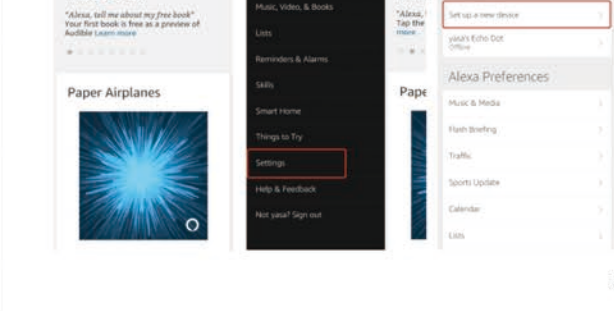 "Alexa, tell me about my free book"
Your first book is free as a preview of
Audible Learn more
Paper Airplanes
Music, Video, & Books
Lists
Reminders & Alarms
Skills
Smart Home
Things to Try
Settings
Help & Feedback
Not yasa? Sign out
"Alexa,
Tap the
more
Pape
Set up a new device
yasa's Echo Dot
Offline
Alexa Preferences
Music & Media
Flash Briefing
Traffic
Sports Update
Calendar
Lists